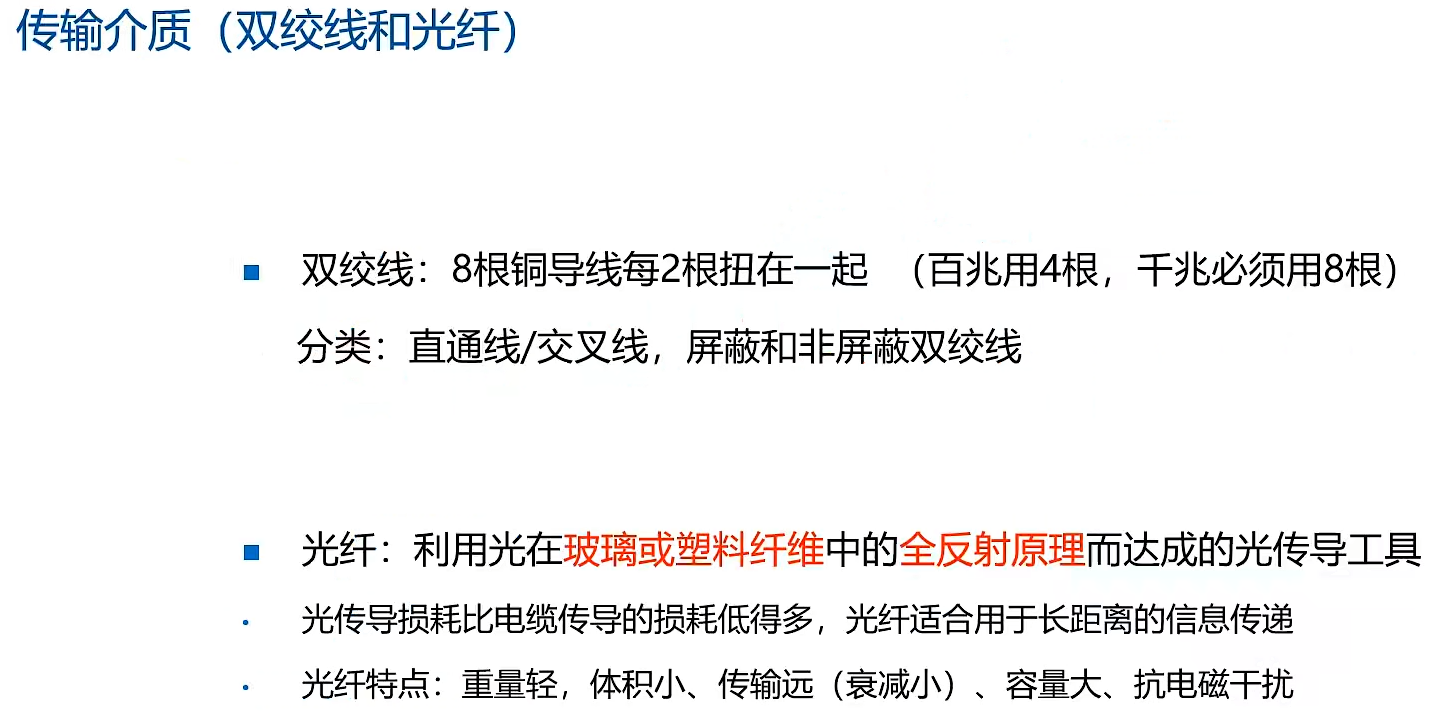 传输介质（双绞线和光纤）
■ 双绞线：8根铜导线每2根扭在一起 （百兆用4根，千兆必须用8根）
分类：直通线/交叉线，屏蔽和非屏蔽双绞线
■ 光纤：利用光在玻璃或塑料纤维中的全反射原理而达成的光传导工具
· 光传导损耗比电缆传导的损耗低得多，光纤适合用于长距离的信息传递
· 光纤特点：重量轻，体积小、传输远（衰减小）、容量大、抗电磁干扰